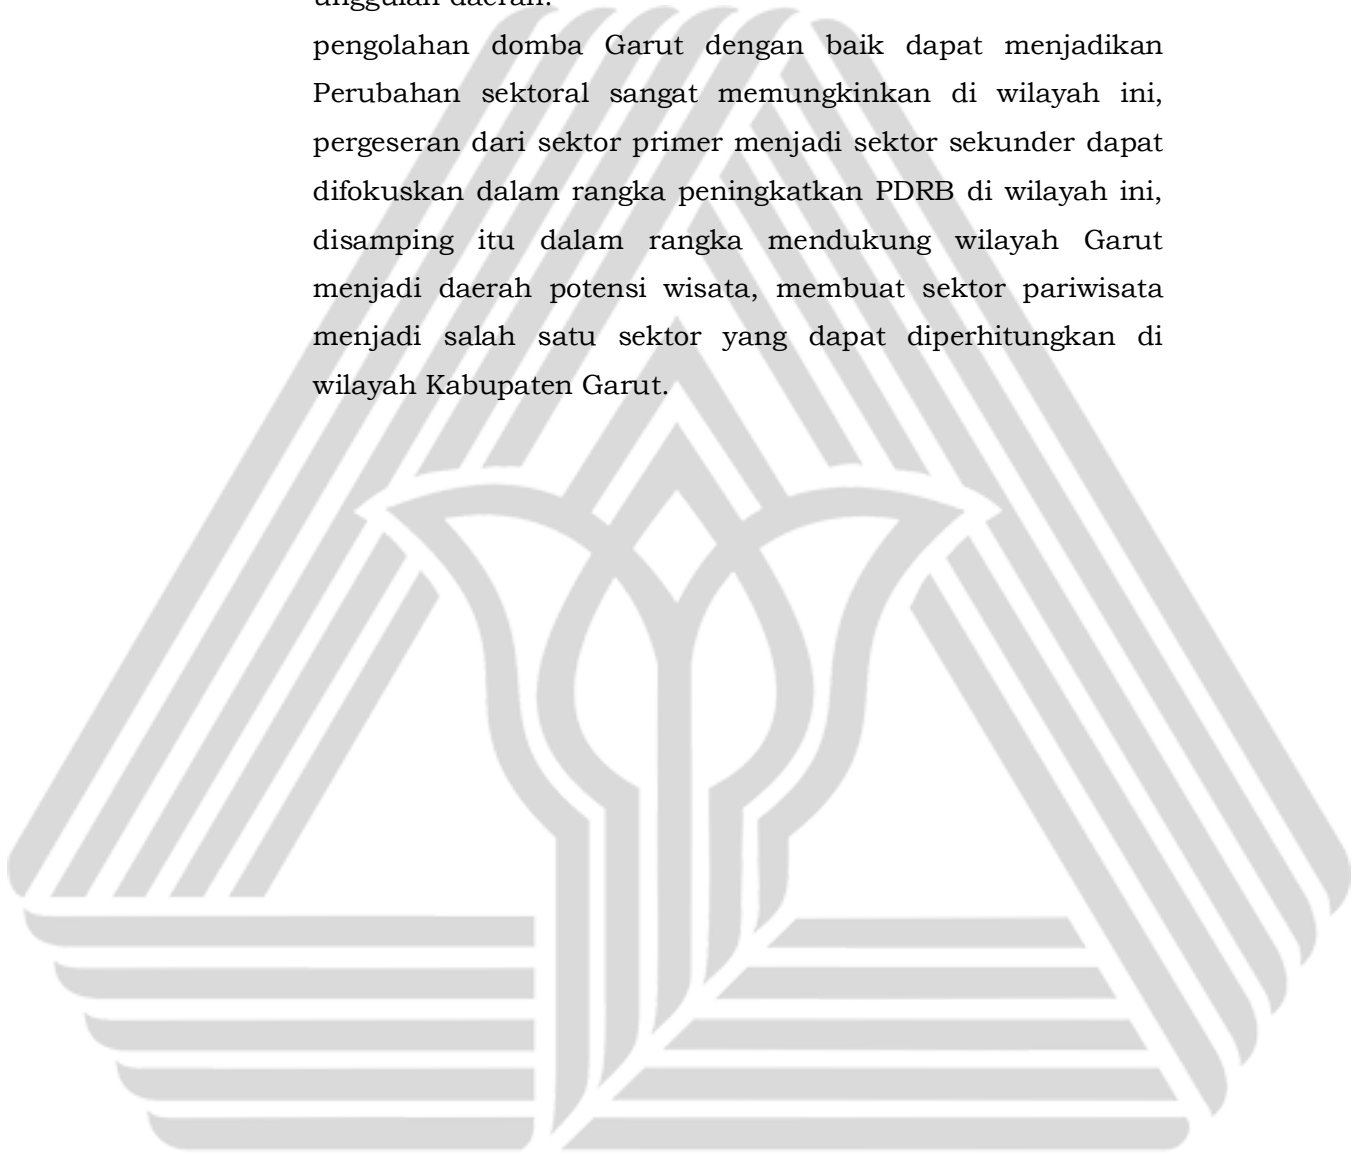 unggulan daerah.
pengolahan domba Garut dengan baik dapat menjadikan
Perubahan sektoral sangat memungkinkan di wilayah ini,
pergeseran dari sektor primer menjadi sektor sekunder dapat
difokuskan dalam rangka peningkatkan PDRB di wilayah ini,
disamping itu dalam rangka mendukung wilayah Garut
menjadi daerah potensi wisata, membuat sektor pariwisata
menjadi salah satu sektor yang dapat diperhitungkan di
wilayah Kabupaten Garut.